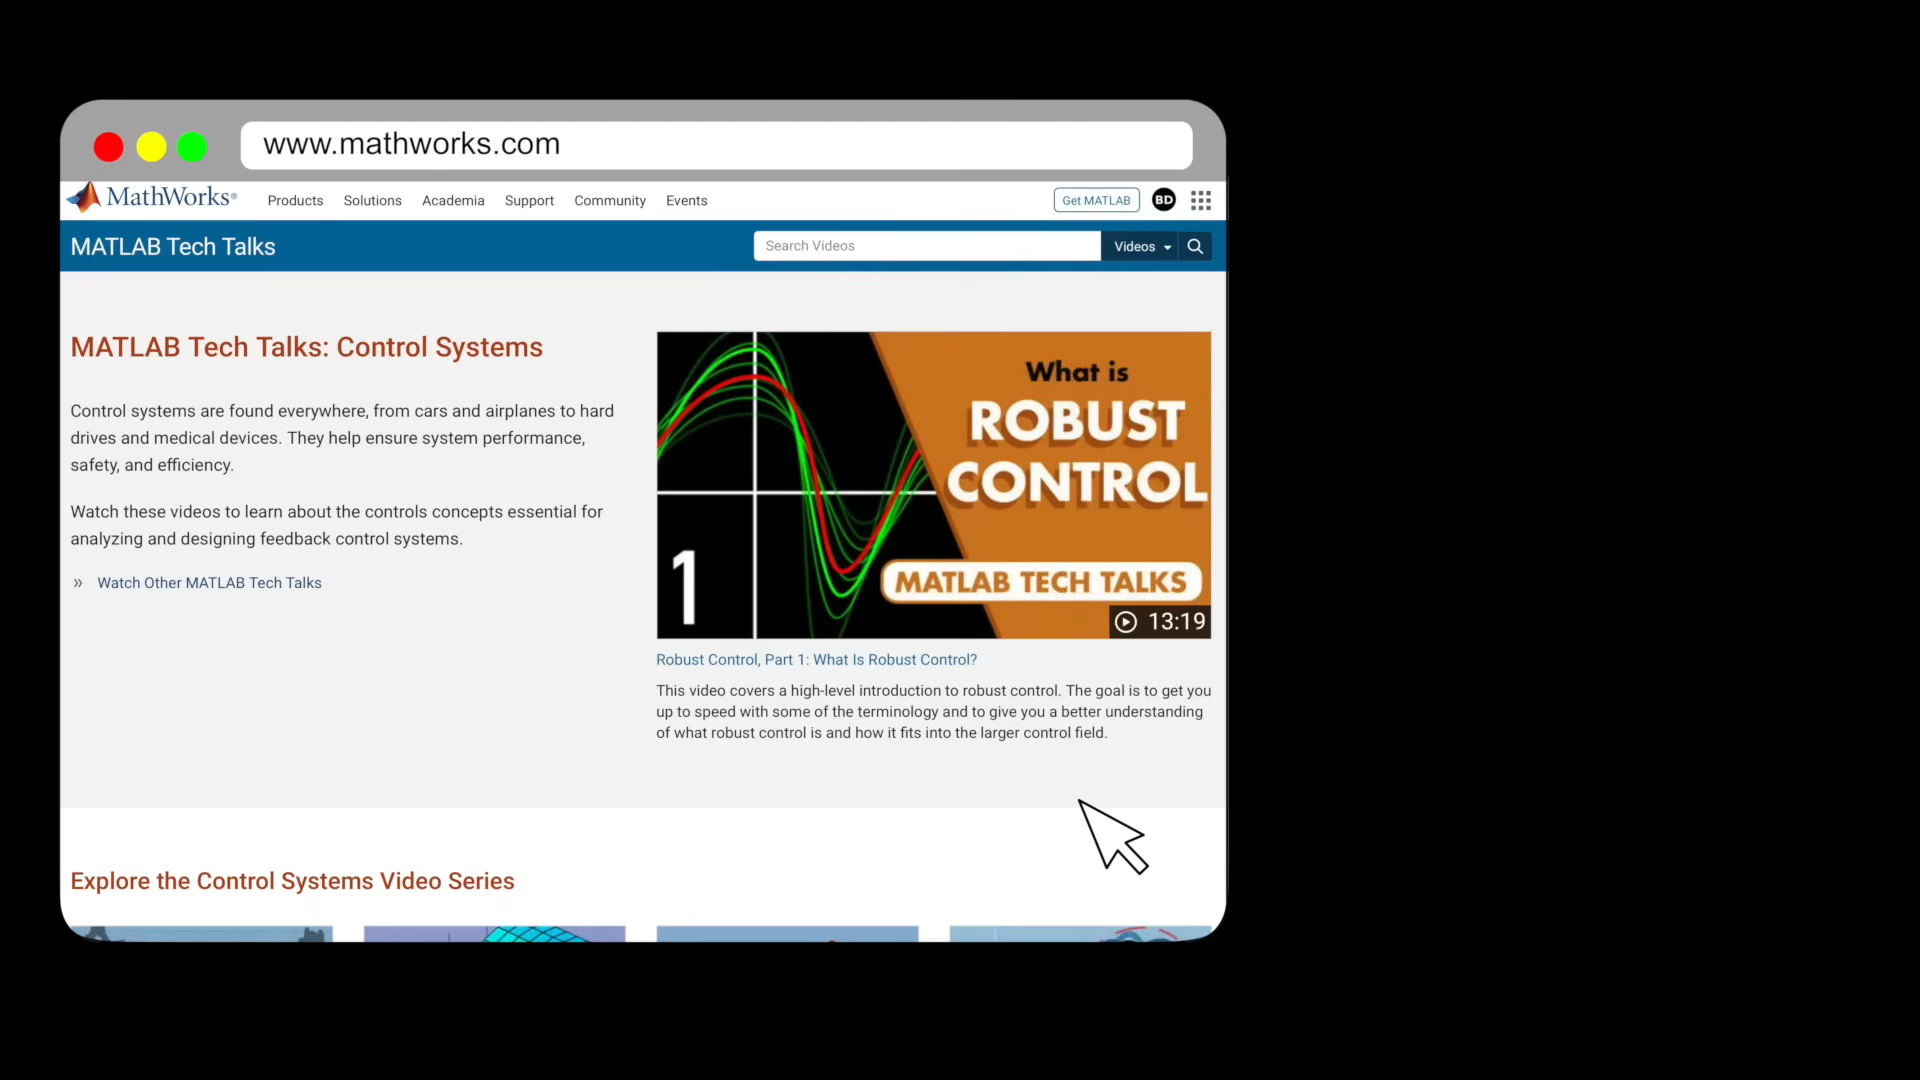 www.mathworks.com
MathWorks®
Products Solutions Academia Support Community Events
Get MATLAB BD
MATLAB Tech Talks
Search Videos Videos
MATLAB Tech Talks: Control Systems
Control systems are found everywhere, from cars and airplanes to hard
drives and medical devices. They help ensure system performance,
safety, and efficiency.
Watch these videos to learn about the controls concepts essential for
analyzing and designing feedback control systems.
» Watch Other MATLAB Tech Talks
What is
ROBUST
CONTROL
1
MATLAB TECH TALKS
13:19
Robust Control, Part 1: What Is Robust Control?
This video covers a high-level introduction to robust control. The goal is to get you
up to speed with some of the terminology and to give you a better understanding
of what robust control is and how it fits into the larger control field.
Explore the Control Systems Video Series